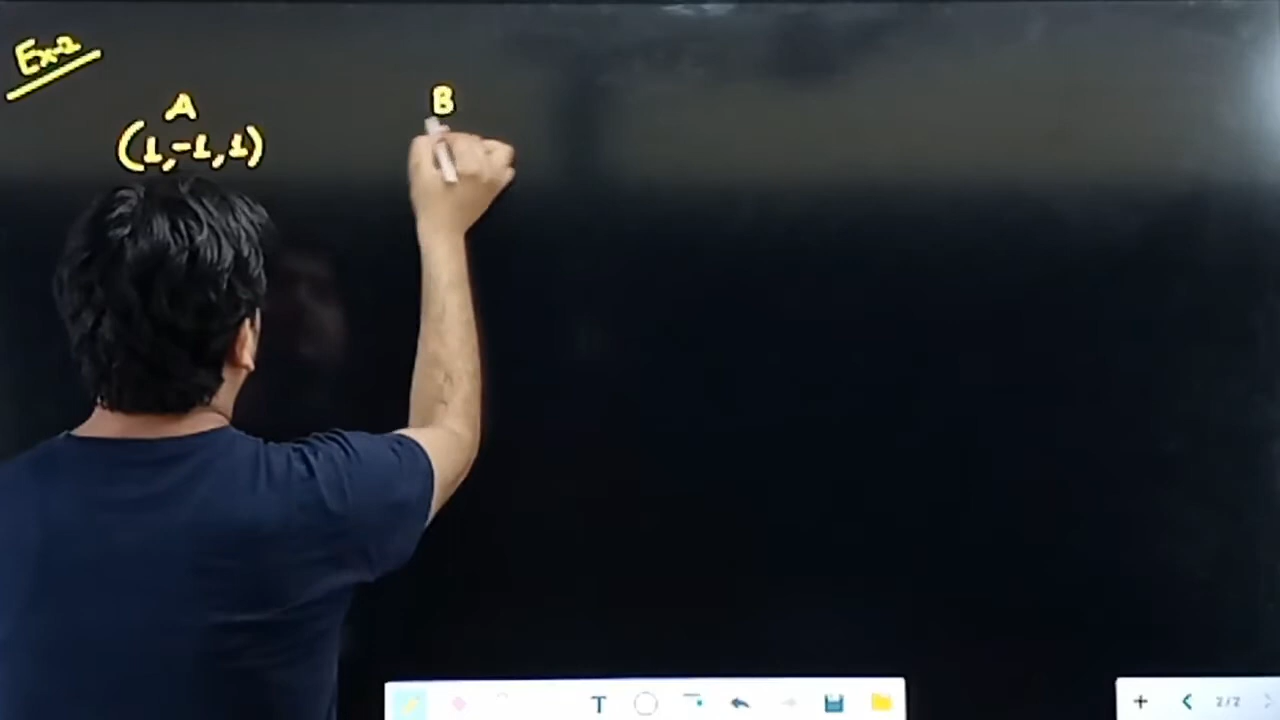 Ex-2
A B
(1,-1,1)
T
+ < 2/2 >